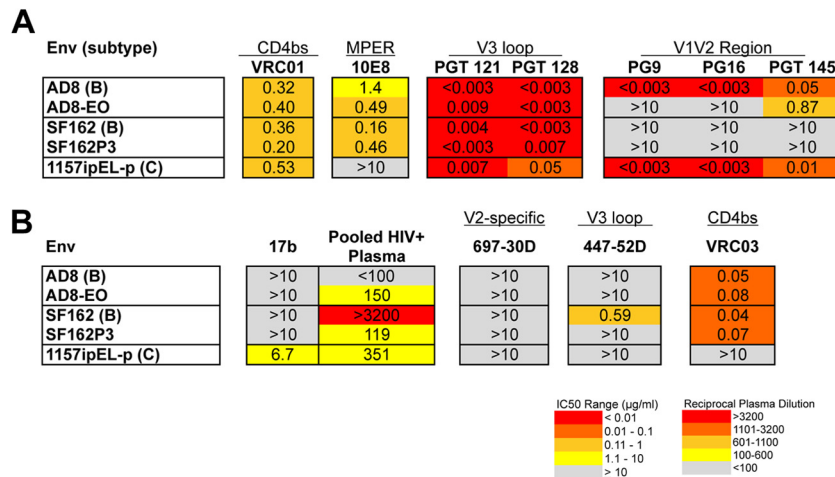 A
Env (subtype) CD4bs MPER V3 loop V1V2 Region
VRC01 10E8 PGT 121 PGT 128 PG9 PG16 PGT 145
AD8 (B) 0.32 1.4 <0.003 <0.003 <0.003 <0.003 0.05
AD8-EO 0.40 0.49 0.009 <0.003 >10 >10 0.87
SF162 (B) 0.36 0.16 0.004 <0.003 >10 >10 >10
SF162P3 0.20 0.46 <0.003 0.007 >10 >10 >10
1157ipEL-p (C) 0.53 >10 0.007 0.05 <0.003 <0.003 0.01
B
V2-specific V3 loop CD4bs
Env 17b Pooled HIV+ Plasma 697-30D 447-52D VRC03
AD8 (B) >10 <100 >10 >10 0.05
AD8-EO >10 150 >10 >10 0.08
SF162 (B) >10 >3200 >10 0.59 0.04
SF162P3 >10 119 >10 >10 0.07
1157ipEL-p (C) 6.7 351 >10 >10 >10
IC50 Range (µg/ml) Reciprocal Plasma Dilution
< 0.01 >3200
0.01 - 0.1 1101-3200
0.11 - 1 601-1100
1.1 - 10 100-600
> 10 <100